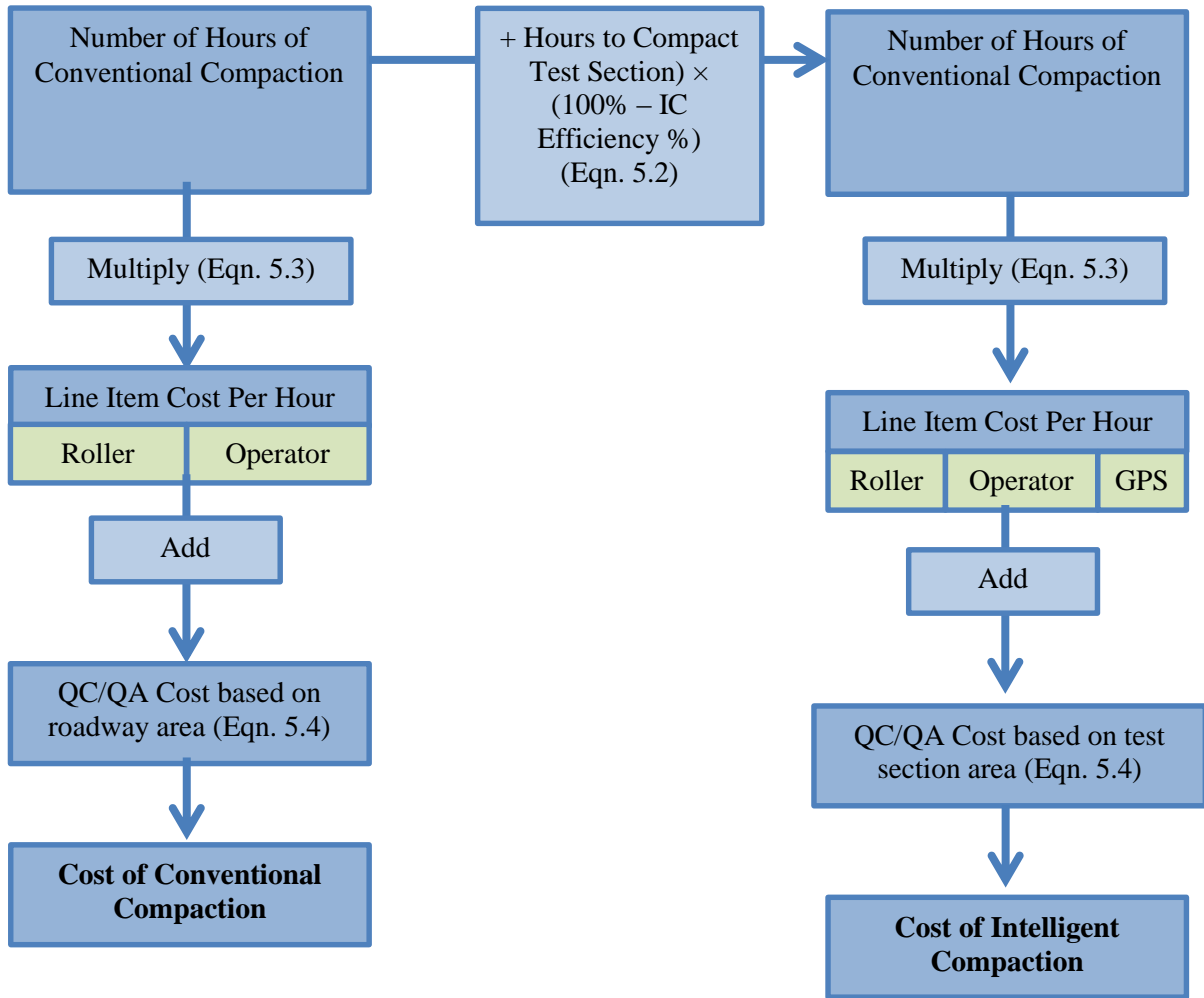 Number of Hours of
Conventional Compaction
+ Hours to Compact
Test Section) ×
(100% – IC
Efficiency %)
(Eqn. 5.2)
Number of Hours of
Conventional Compaction
Multiply (Eqn. 5.3)
Line Item Cost Per Hour
Roller
Operator
Add
QC/QA Cost based on
roadway area (Eqn. 5.4)
Cost of Conventional
Compaction
Multiply (Eqn. 5.3)
Line Item Cost Per Hour
Roller
Operator
GPS
Add
QC/QA Cost based on test
section area (Eqn. 5.4)
Cost of Intelligent
Compaction